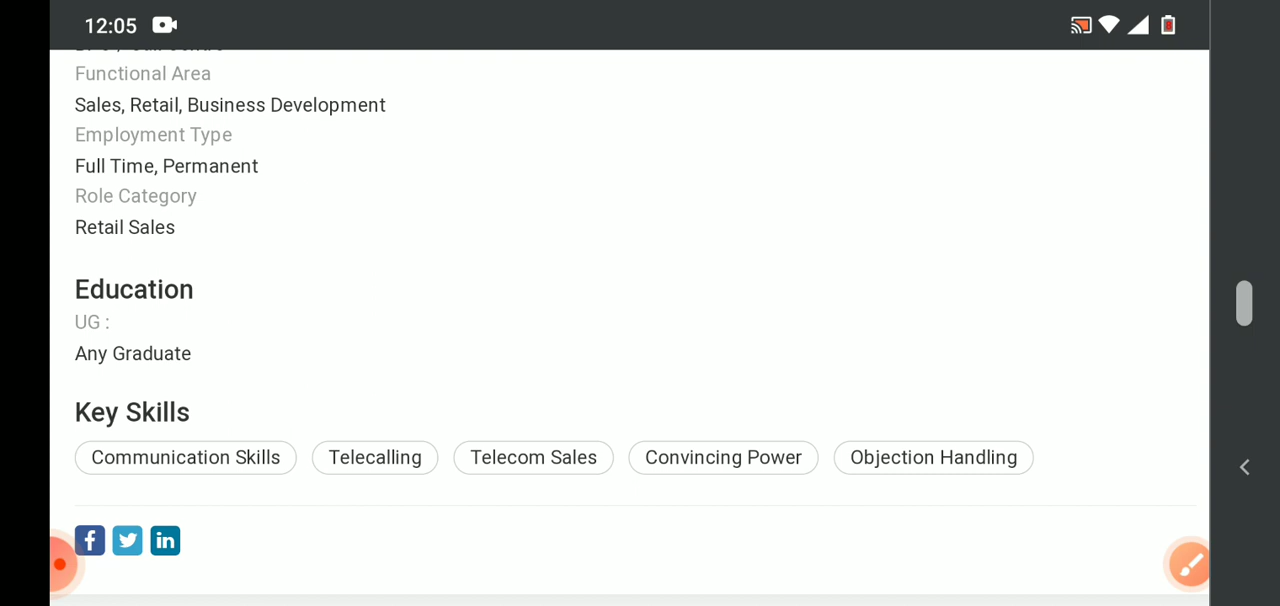 12:05
Functional Area
Sales, Retail, Business Development
Employment Type
Full Time, Permanent
Role Category
Retail Sales
Education
UG :
Any Graduate
Key Skills
Communication Skills Telecalling Telecom Sales Convincing Power Objection Handling
f in